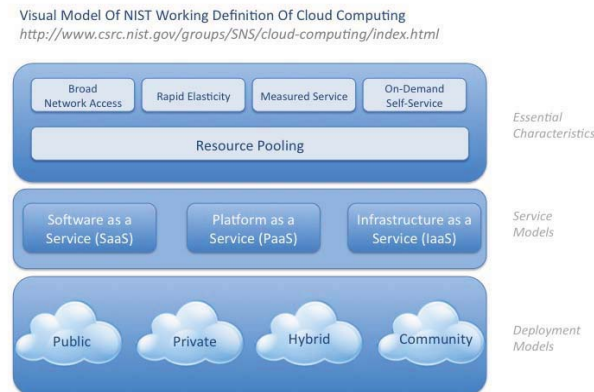 Visual Model Of NIST Working Definition Of Cloud Computing
http://www.csrc.nist.gov/groups/SNS/cloud-computing/index.html
Broad
Network Access
Rapid Elasticity
Measured Service
On-Demand
Self-Service
Resource Pooling
Essential
Characteristics
Software as a
Service (SaaS)
Platform as a
Service (PaaS)
Infrastructure as a
Service (IaaS)
Service
Models
Public
Private
Hybrid
Community
Deployment
Models